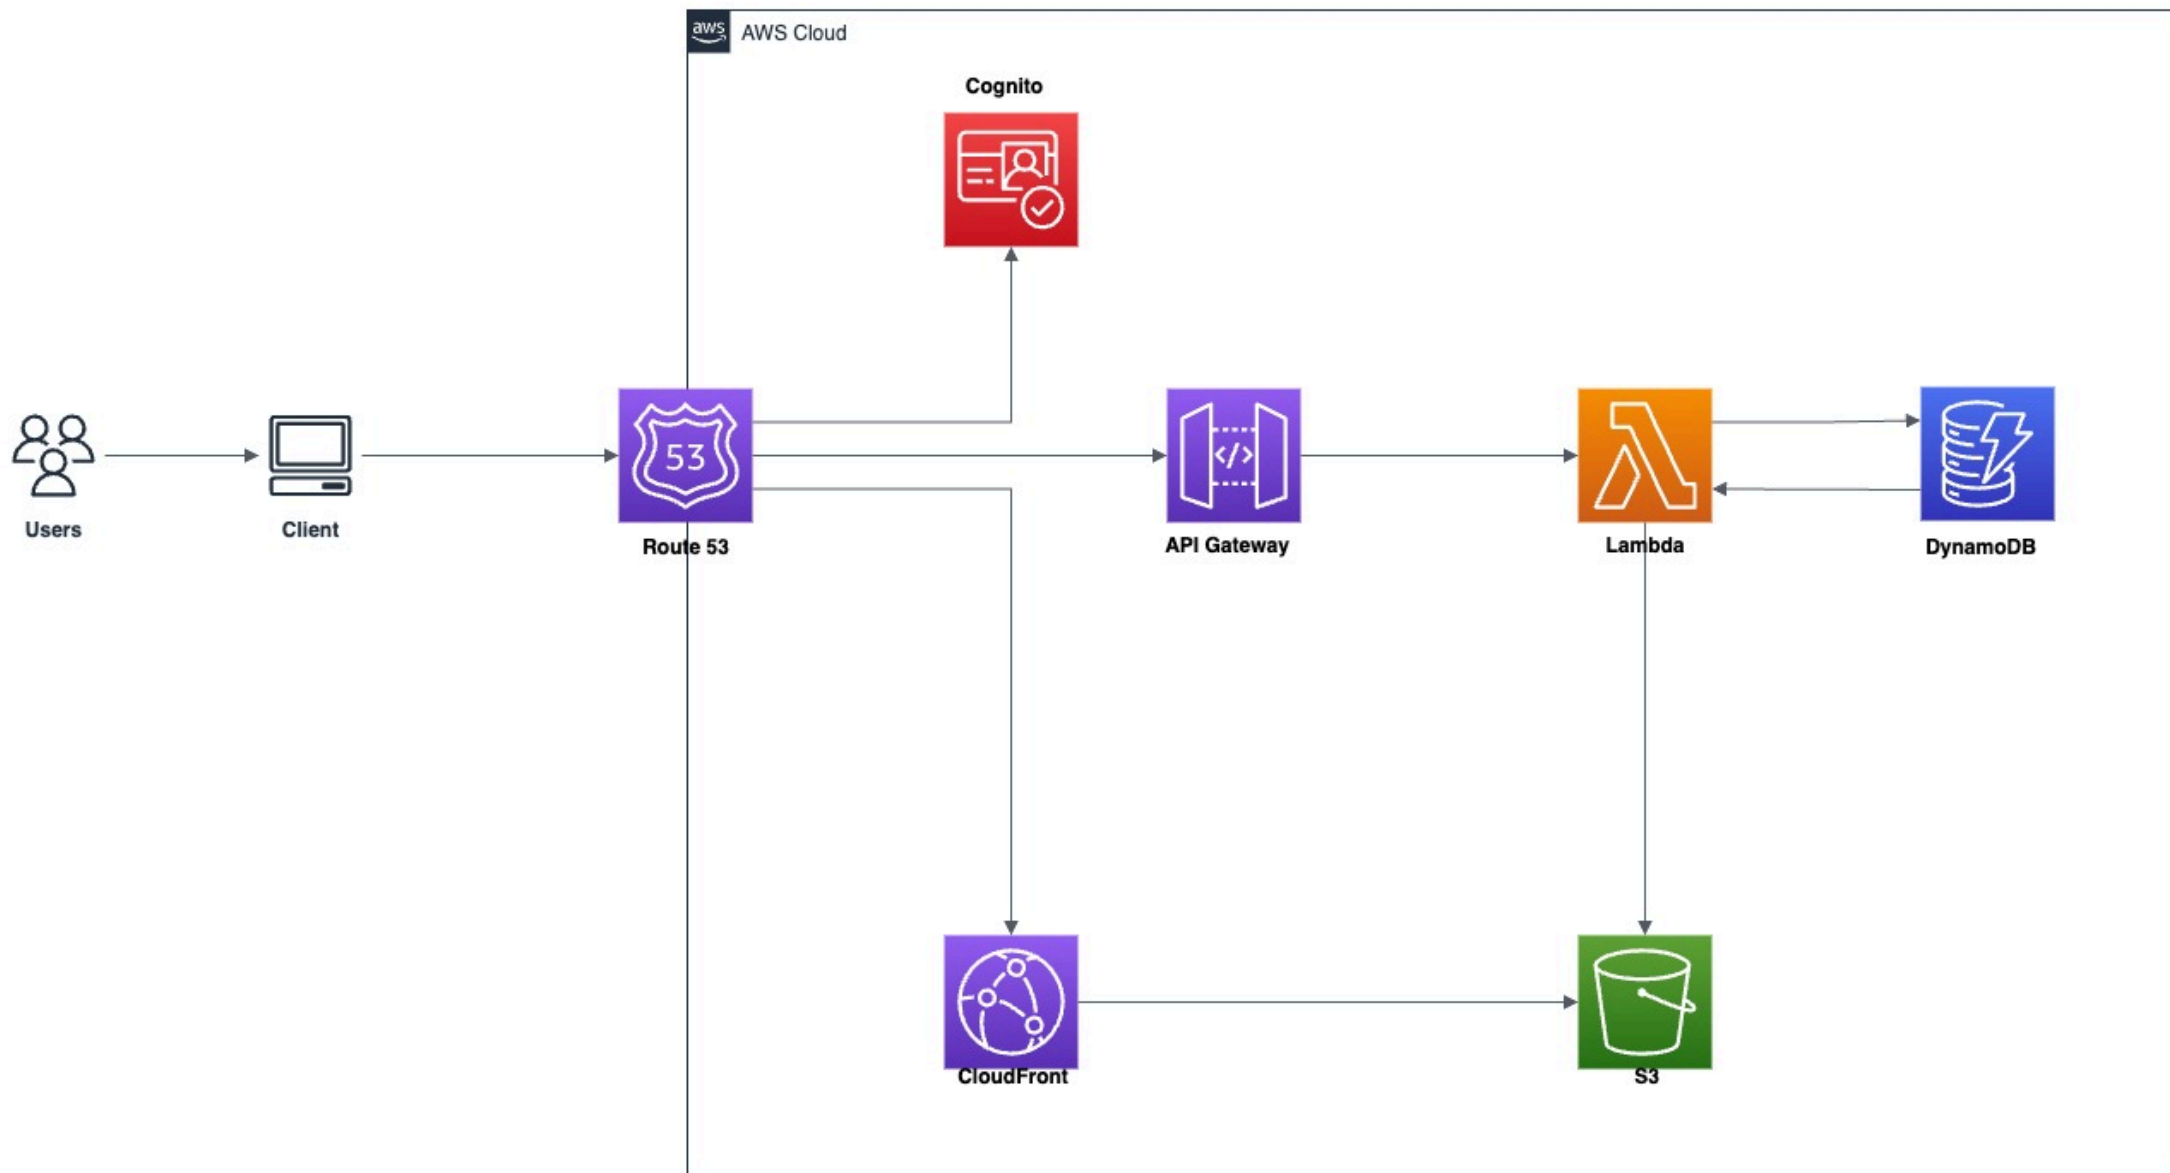 aws
AWS Cloud
Cognito
53
</>
Users
Client
Route 53
API Gateway
Lambda
DynamoDB
CloudFront
S3